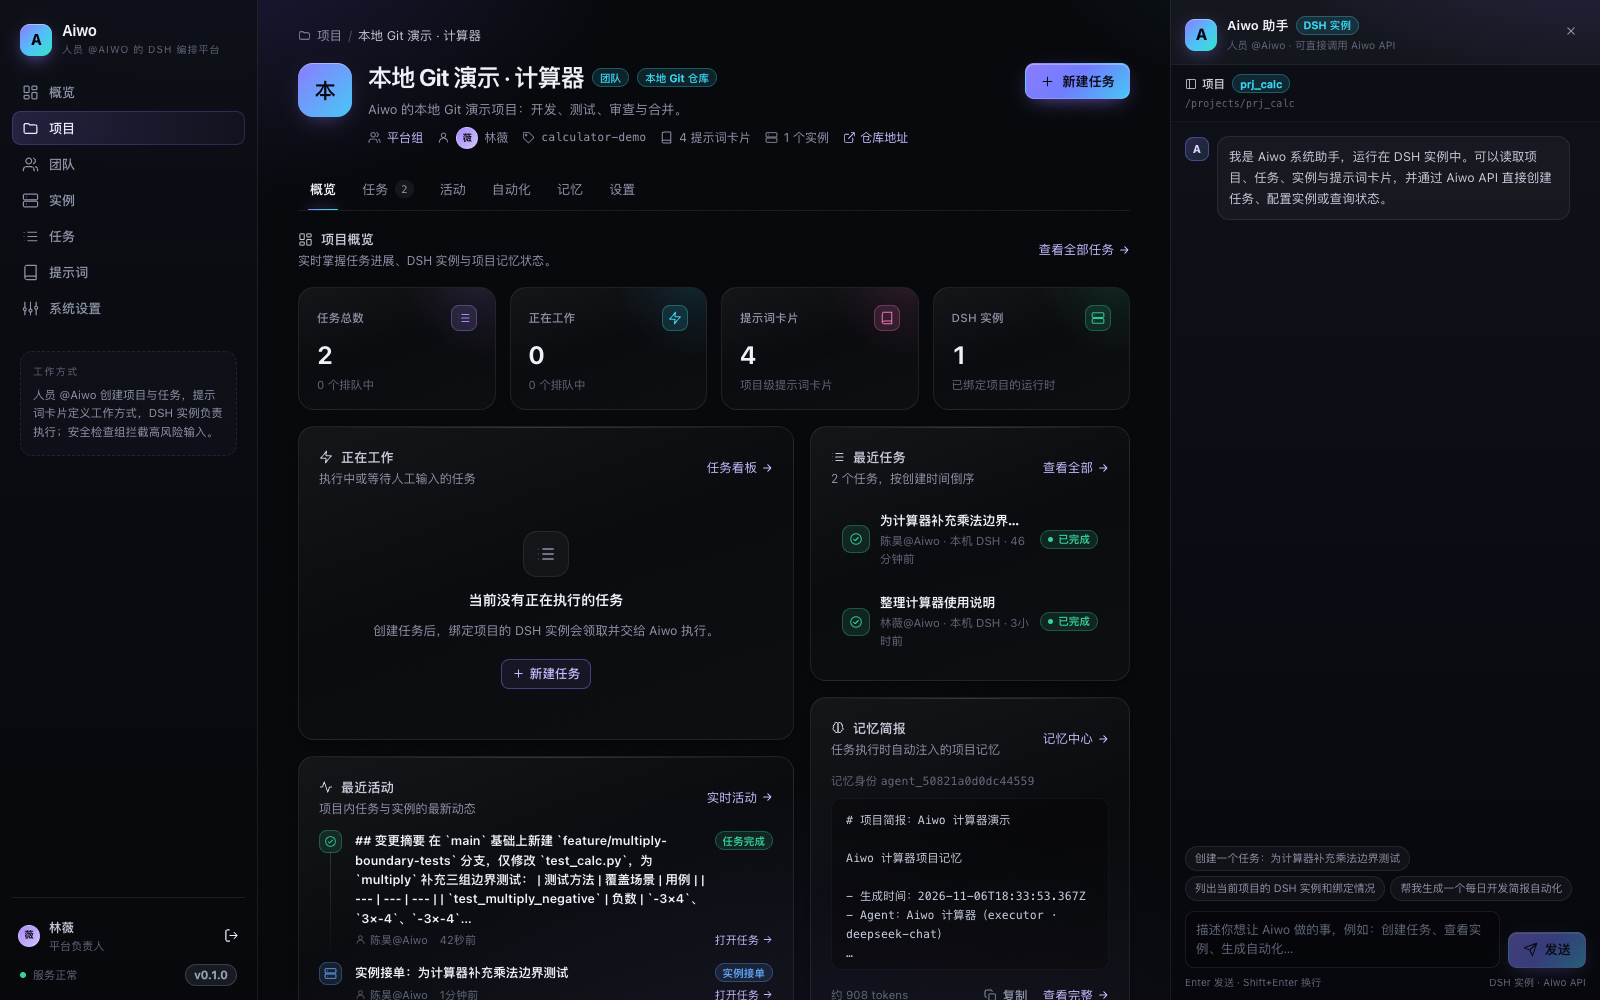 A
Aiwo
人员 @AIWO 的 DSH 编排平台
概览
项目
团队
实例
任务
提示词
系统设置
工作方式
人员 @Aiwo 创建项目与任务，提示
词卡片定义工作方式，DSH 实例负责
执行；安全检查组拦截高风险输入。
薇
林薇
平台负责人
服务正常
v0.1.0
项目 / 本地 Git 演示 · 计算器
本
本地 Git 演示 · 计算器
团队
本地 Git 仓库
Aiwo 的本地 Git 演示项目：开发、测试、审查与合并。
平台组
薇
林薇
calculator-demo
4 提示词卡片
1 个实例
仓库地址
+ 新建任务
概览
任务 2
活动
自动化
记忆
设置
项目概览
实时掌握任务进展、DSH 实例与项目记忆状态。
查看全部任务 →
任务总数
2
0 个排队中
正在工作
0
0 个排队中
提示词卡片
4
项目级提示词卡片
DSH 实例
1
已绑定项目的运行时
正在工作
执行中或等待人工输入的任务
任务看板 →
当前没有正在执行的任务
创建任务后，绑定项目的 DSH 实例会领取并交给 Aiwo 执行。
+ 新建任务
最近任务
2 个任务，按创建时间倒序
查看全部 →
为计算器补充乘法边界...
陈昊@Aiwo · 本机 DSH · 46
分钟前
已完成
整理计算器使用说明
林薇@Aiwo · 本机 DSH · 3小
时前
已完成
最近活动
项目内任务与实例的最新动态
实时活动 →
## 变更摘要 在 `main` 基础上新建 `feature/multiply-
boundary-tests` 分支，仅修改 `test_calc.py`，为
`multiply` 补充三组边界测试： | 测试方法 | 覆盖场景 | 用例 | |
--- | --- | --- | | `test_multiply_negative` | 负数 | `-3×4`、
`3×-4`、`-3×-4`...
任务完成
陈昊@Aiwo 42秒前
打开任务 →
实例接单：为计算器补充乘法边界测试
实例接单
陈昊@Aiwo 1分钟前
打开任务 →
记忆简报
任务执行时自动注入的项目记忆
记忆中心 →
记忆身份 agent_50821a0d0dc44559
# 项目简报：Aiwo 计算器演示
Aiwo 计算器项目记忆
- 生成时间：2026-11-06T18:33:53.367Z
- Agent：Aiwo 计算器（executor ·
deepseek-chat）
…
约 908 tokens
复制
查看完整 →
A
Aiwo 助手
DSH 实例
人员 @Aiwo · 可直接调用 Aiwo API
项目
prj_calc
/projects/prj_calc
A
我是 Aiwo 系统助手，运行在 DSH 实例中。可以读取项
目、任务、实例与提示词卡片，并通过 Aiwo API 直接创建
任务、配置实例或查询状态。
创建一个任务：为计算器补充乘法边界测试
列出当前项目的 DSH 实例和绑定情况
帮我生成一个每日开发简报自动化
描述你想让 Aiwo 做的事，例如：创建任务、查看实
例、生成自动化...
发送
Enter 发送 · Shift+Enter 换行
DSH 实例 · Aiwo API